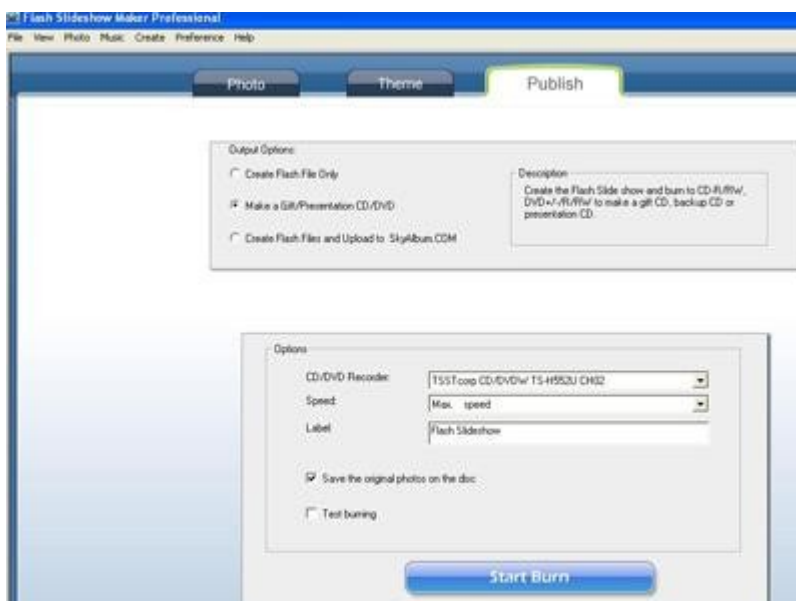 Flash Slideshow Maker Professional
File View Photo Music Create Preference Help
Photo Theme Publish
Output Options:
Create Flash File Only
Make a Gift/Presentation CD/DVD
Create Flash Files and Upload to SkyAlbum.COM
Description
Create the Flash Slide show and burn to CD-R/RW,
DVD+/-/R/RW to make a gift CD, backup CD or
presentation CD.
Options
CD/DVD Recorder: TSSTcorp CD/DVDW TS-H552U CH02
Speed: Max. speed
Label Flash Slideshow
Save the original photos on the disc
Test burning
Start Burn